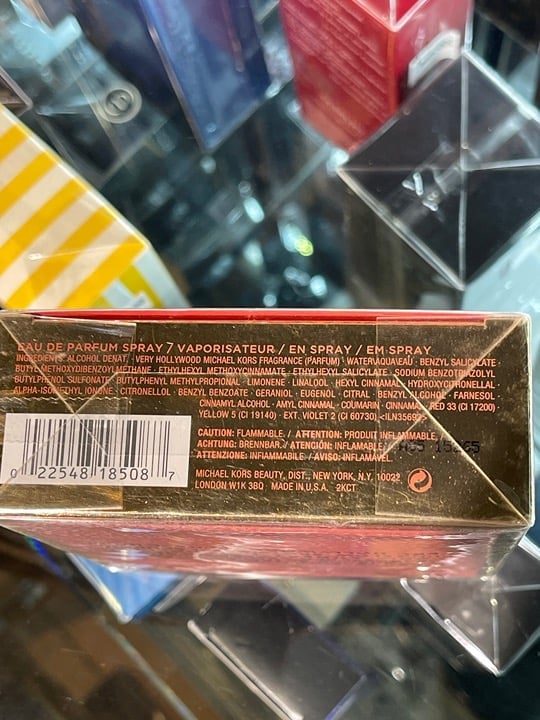 EAU DE PARFUM SPRAY / VAPORISATEUR / EN SPRAY / EM SPRAY
INGREDIENTS: ALCOHOL DENAT. · VERY HOLLYWOOD MICHAEL KORS FRAGRANCE (PARFUM) · WATER\AQUA\EAU · BENZYL SALICYLATE ·
BUTYL METHOXYDIBENZOYLMETHANE · ETHYLHEXYL METHOXYCINNAMATE · ETHYLHEXYL SALICYLATE · SODIUM BENZOTRIAZOLYL
BUTYLPHENOL SULFONATE · BUTYLPHENYL METHYLPROPIONAL · LIMONENE · LINALOOL · HEXYL CINNAMAL · HYDROXYCITRONELLAL ·
ALPHA-ISOMETHYL IONONE · CITRONELLOL · BENZYL BENZOATE · GERANIOL · EUGENOL · CITRAL · BENZYL ALCOHOL · FARNESOL
CINNAMYL ALCOHOL · AMYL CINNAMAL · COUMARIN · CINNAMAL · RED 33 (CI 17200)
YELLOW 5 (CI 19140) · EXT. VIOLET 2 (CI 60730)
CAUTION: FLAMMABLE. / ATTENTION: PRODUIT INFLAMMABLE. /
ACHTUNG: BRENNBAR. / ATENCIÓN: INFLAMABLE. /
ATTENZIONE: INFIAMMABILE. / AVISO: INFLAMÁVEL.
0 22548 18508 7
MICHAEL KORS BEAUTY, DIST., NEW YORK, N.Y. 10022
LONDON W1K 3BQ · MADE IN U.S.A. 2KCT